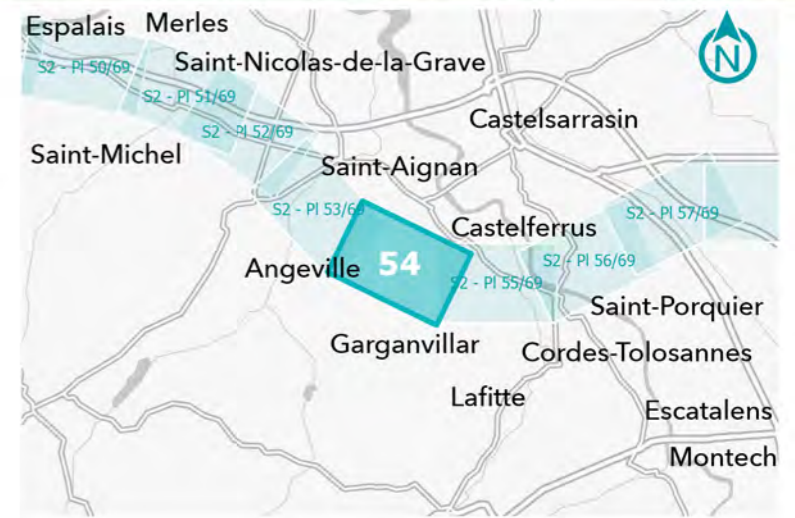 Espalais Merles
N
S2 - Pl 50/69
Saint-Nicolas-de-la-Grave
S2 - Pl 51/69
S2 - Pl 52/69
Castelsarrasin
Saint-Michel
Saint-Aignan
S2 - Pl 53/69
S2 - Pl 57/69
Castelferrus
Angeville
54
S2 - Pl 56/69
S2 - Pl 55/69
Saint-Porquier
Garganvillar
Cordes-Tolosannes
Lafitte
Escatalens
Montech